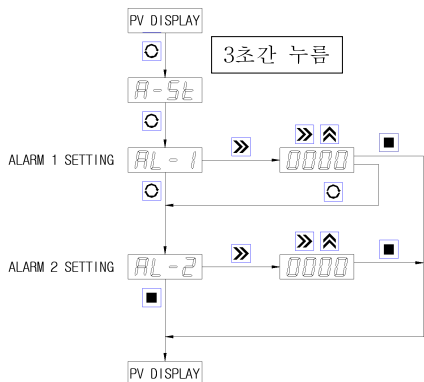 PV DISPLAY
3초간 누름
A-St
ALARM 1 SETTING AL-1 0000
ALARM 2 SETTING AL-2 0000
PV DISPLAY